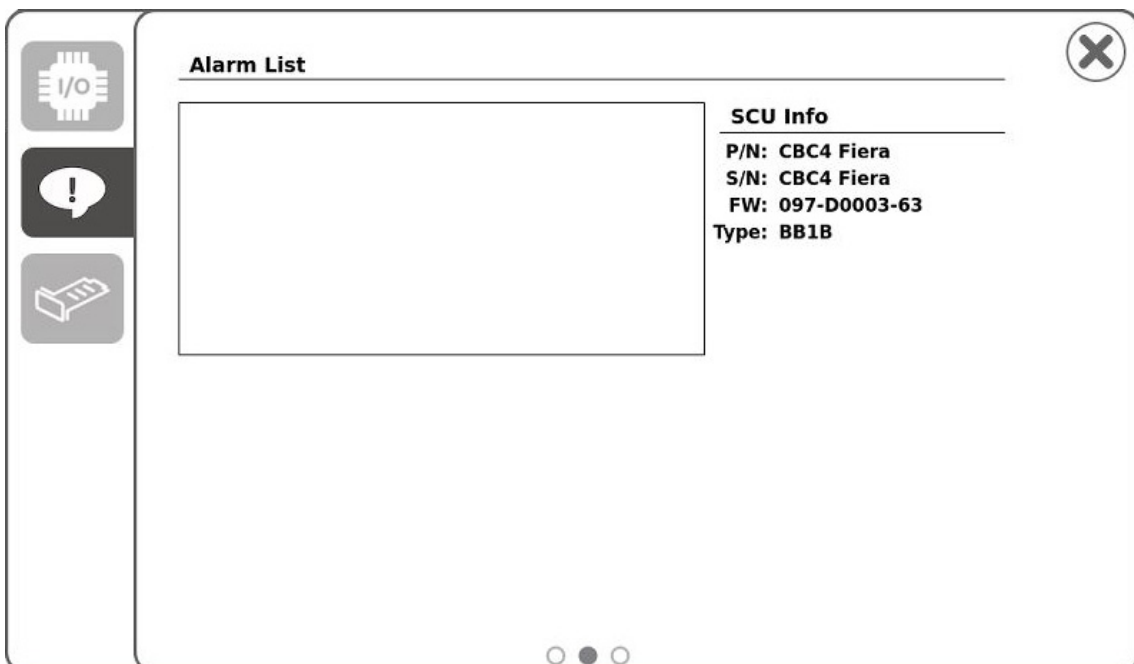 I/O
Alarm List
!
SCU Info
P/N: CBC4 Fiera
S/N: CBC4 Fiera
FW: 097-D0003-63
Type: BB1B